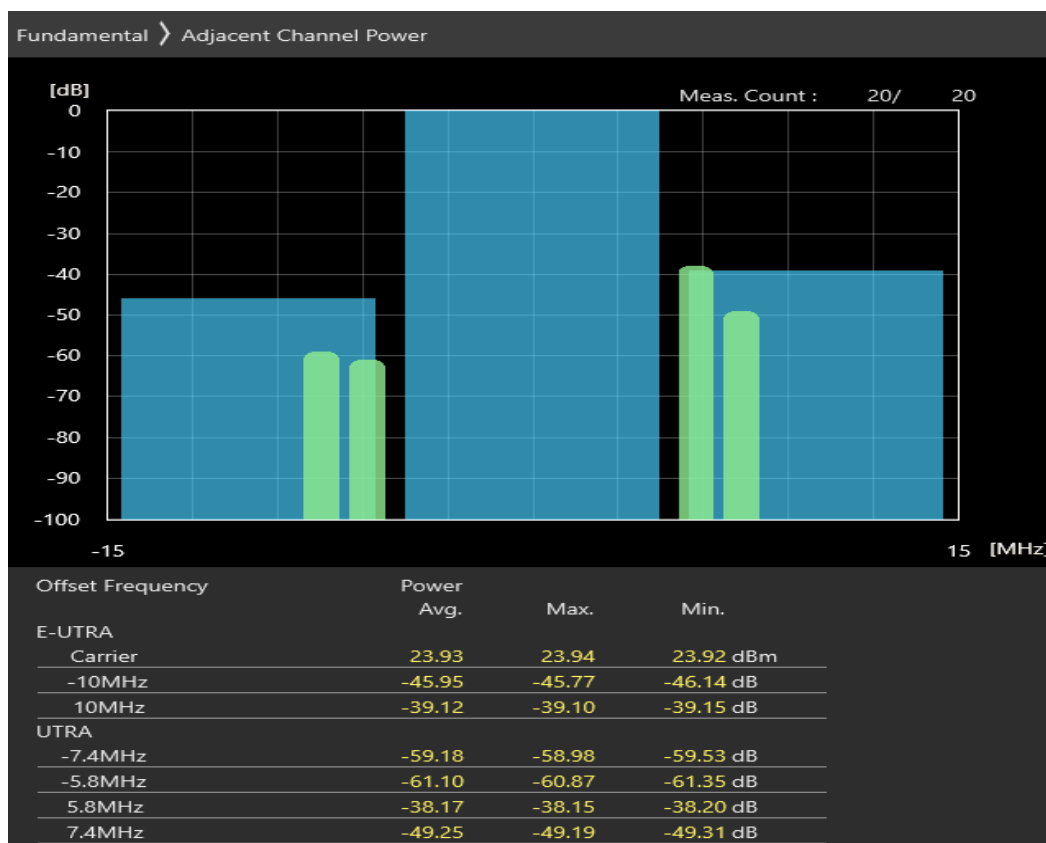 Fundamental 〉 Adjacent Channel Power
[dB]
Meas. Count : 20/ 20
0
-10
-20
-30
-40
-50
-60
-70
-80
-90
-100
-15 15 [MHz]
Offset Frequency Power
Avg. Max. Min.
E-UTRA
Carrier 23.93 23.94 23.92 dBm
-10MHz -45.95 -45.77 -46.14 dB
10MHz -39.12 -39.10 -39.15 dB
UTRA
-7.4MHz -59.18 -58.98 -59.53 dB
-5.8MHz -61.10 -60.87 -61.35 dB
5.8MHz -38.17 -38.15 -38.20 dB
7.4MHz -49.25 -49.19 -49.31 dB